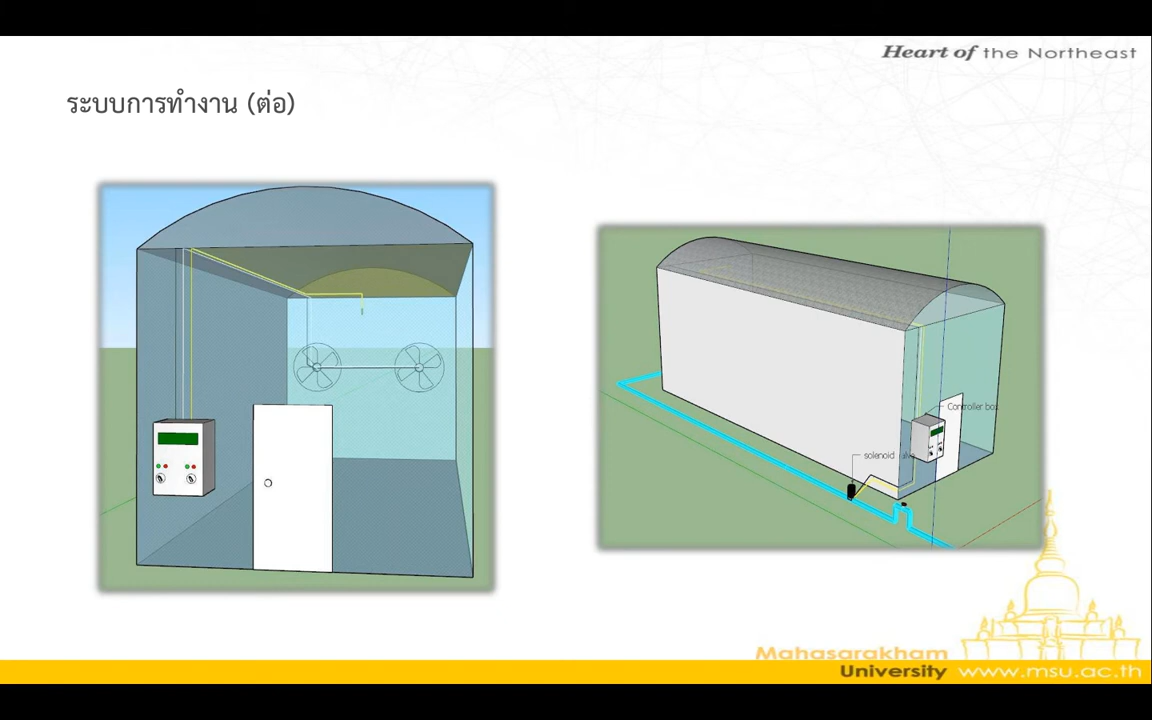 Heart of the Northeast
ระบบการทำงาน (ต่อ)
Controller box
solenoid valve
Mahasarakham
University www.msu.ac.th